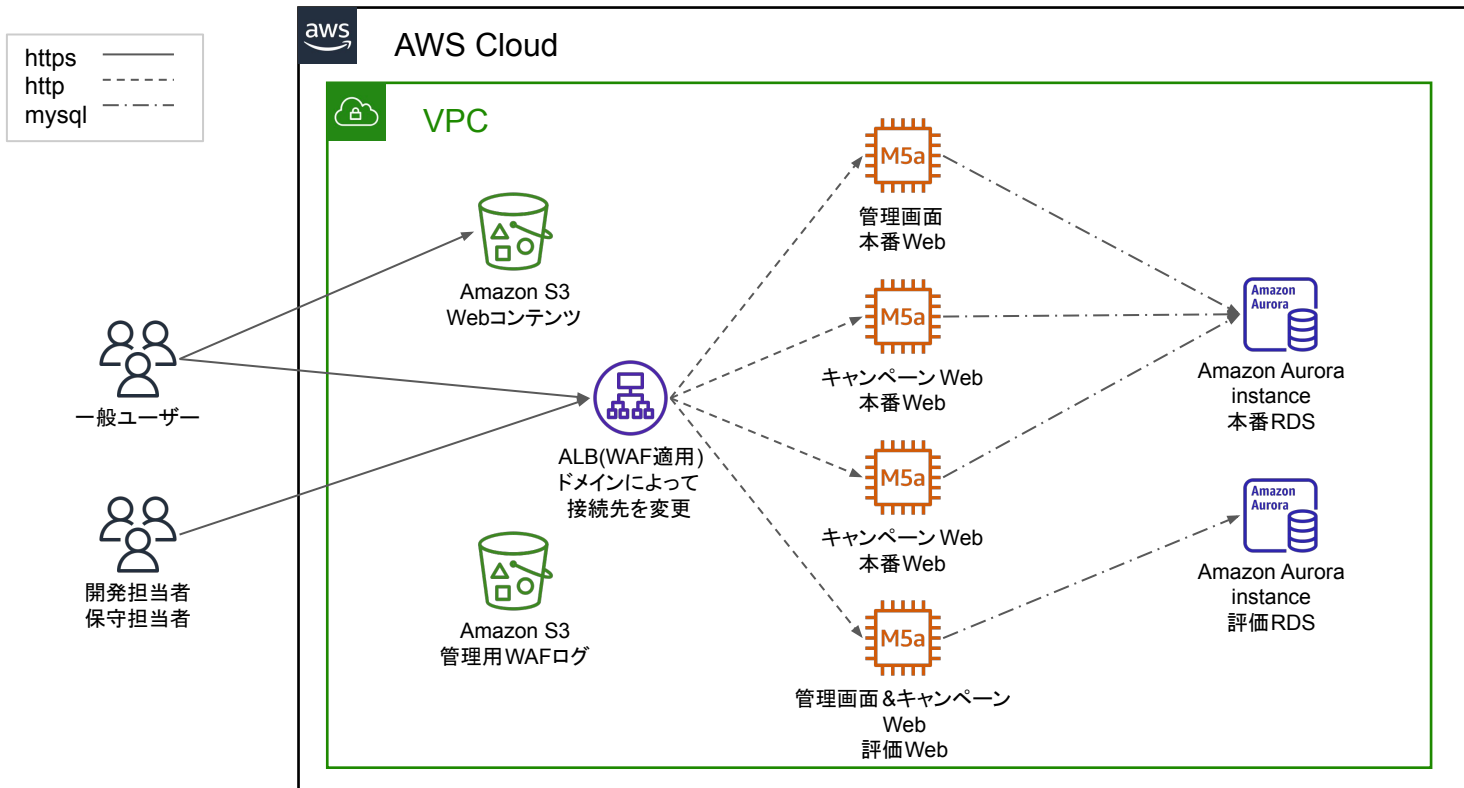 aws
AWS Cloud
https
http
mysql
VPC
M5a
管理画面
本番Web
Amazon S3
Webコンテンツ
M5a
キャンペーン Web
本番Web
Amazon
Aurora
Amazon Aurora
instance
本番RDS
一般ユーザー
ALB(WAF適用)
ドメインによって
接続先を変更
M5a
キャンペーン Web
本番Web
Amazon
Aurora
Amazon Aurora
instance
評価RDS
開発担当者
保守担当者
Amazon S3
管理用WAFログ
M5a
管理画面&キャンペーン
Web
評価Web